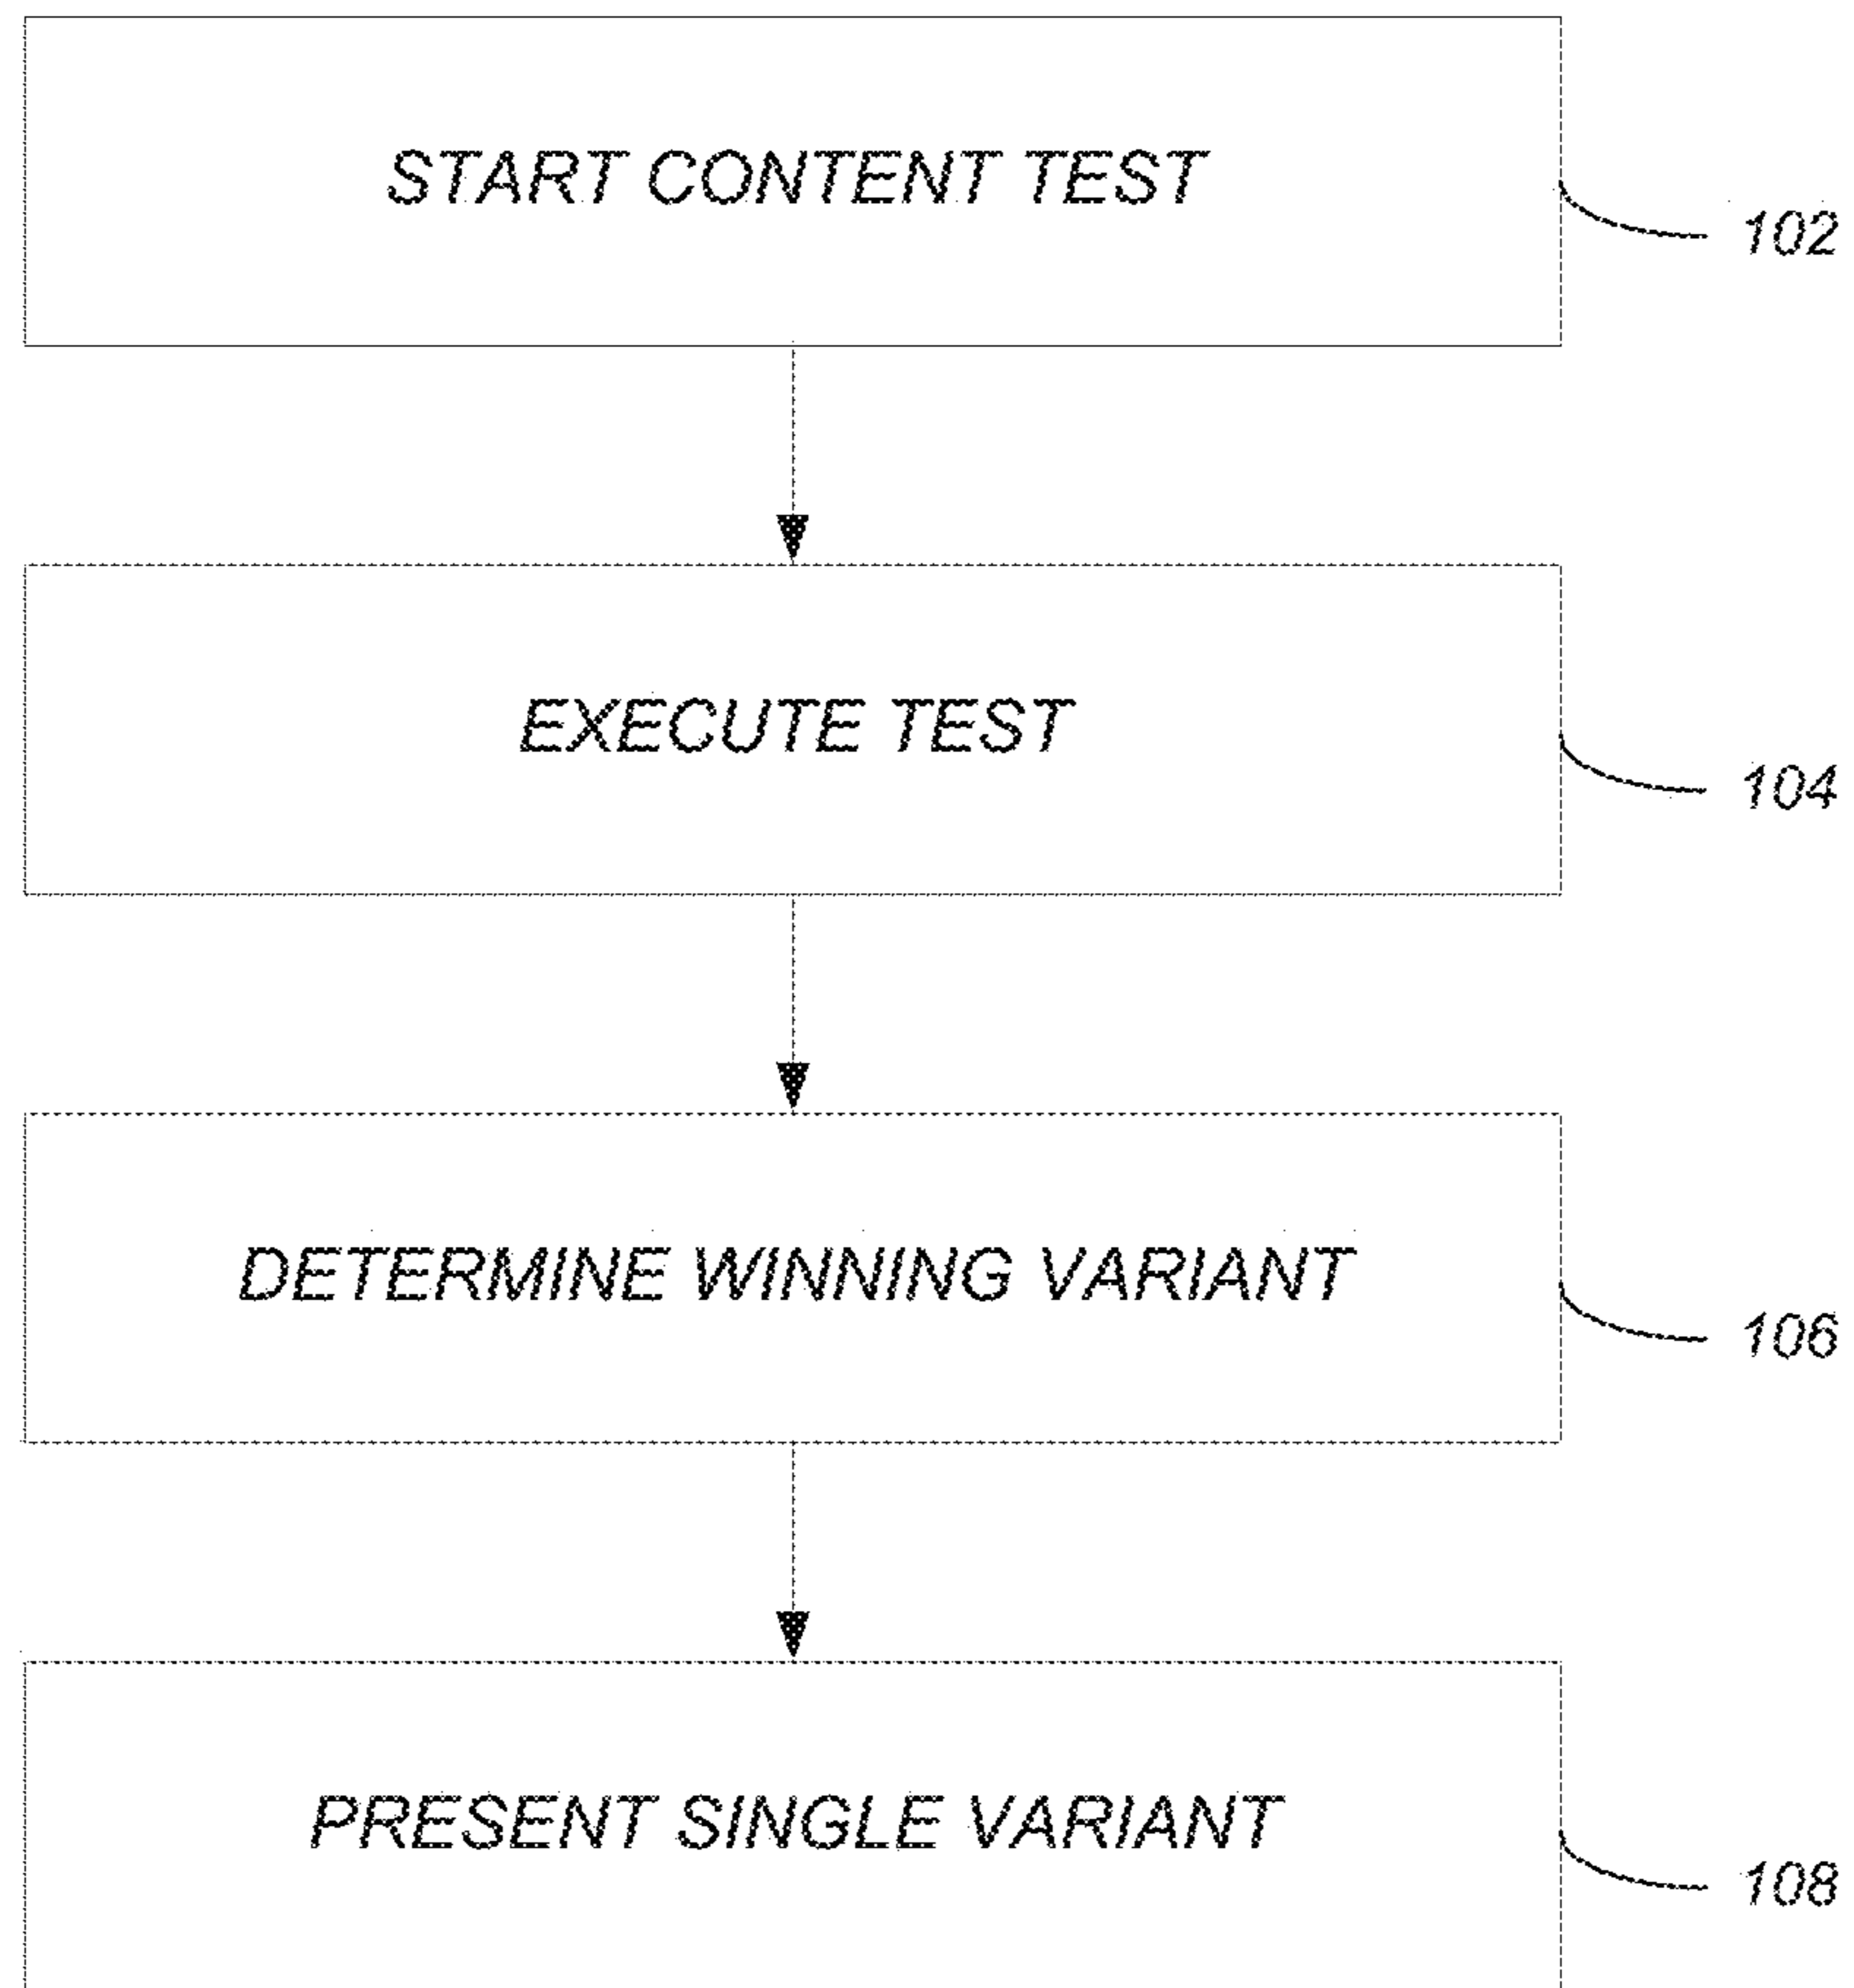 START CONTENT TEST
102
EXECUTE TEST
104
DETERMINE WINNING VARIANT
106
PRESENT SINGLE VARIANT
108